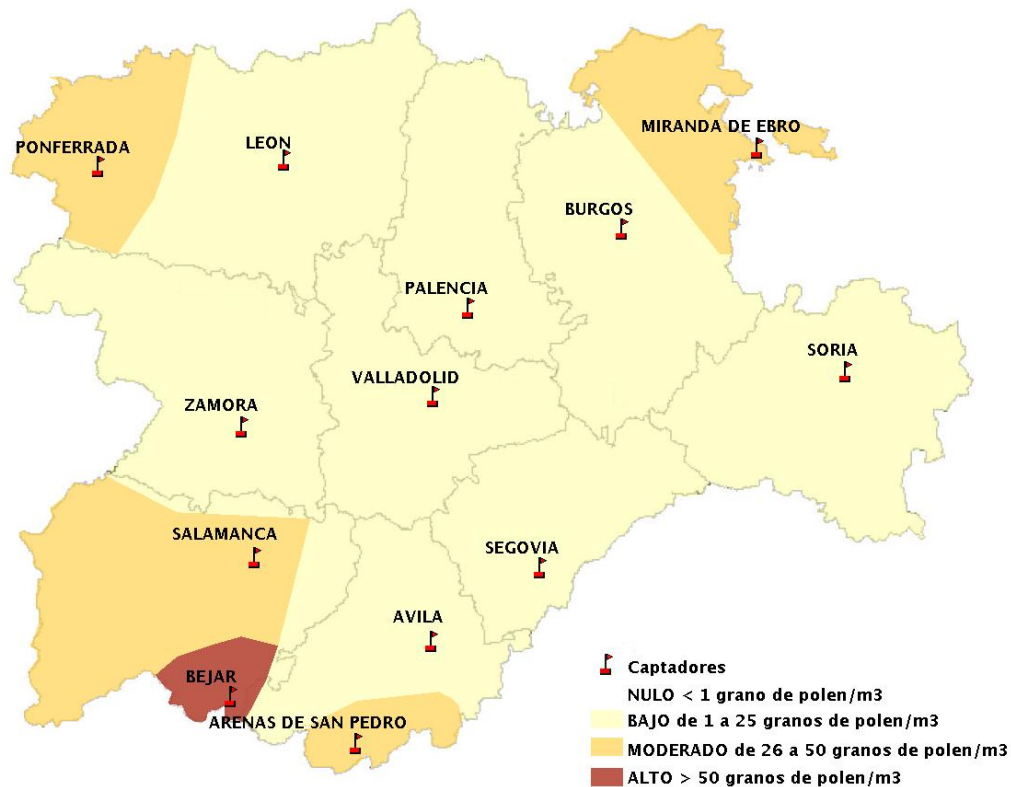 MIRANDA DE EBRO
PONFERRADA
LEON
BURGOS
PALENCIA
SORIA
VALLADOLID
ZAMORA
SALAMANCA
SEGOVIA
AVILA
BEJAR
ARENAS DE SAN PEDRO
Captadores
NULO < 1 grano de polen/m3
BAJO de 1 a 25 granos de polen/m3
MODERADO de 26 a 50 granos de polen/m3
ALTO > 50 granos de polen/m3